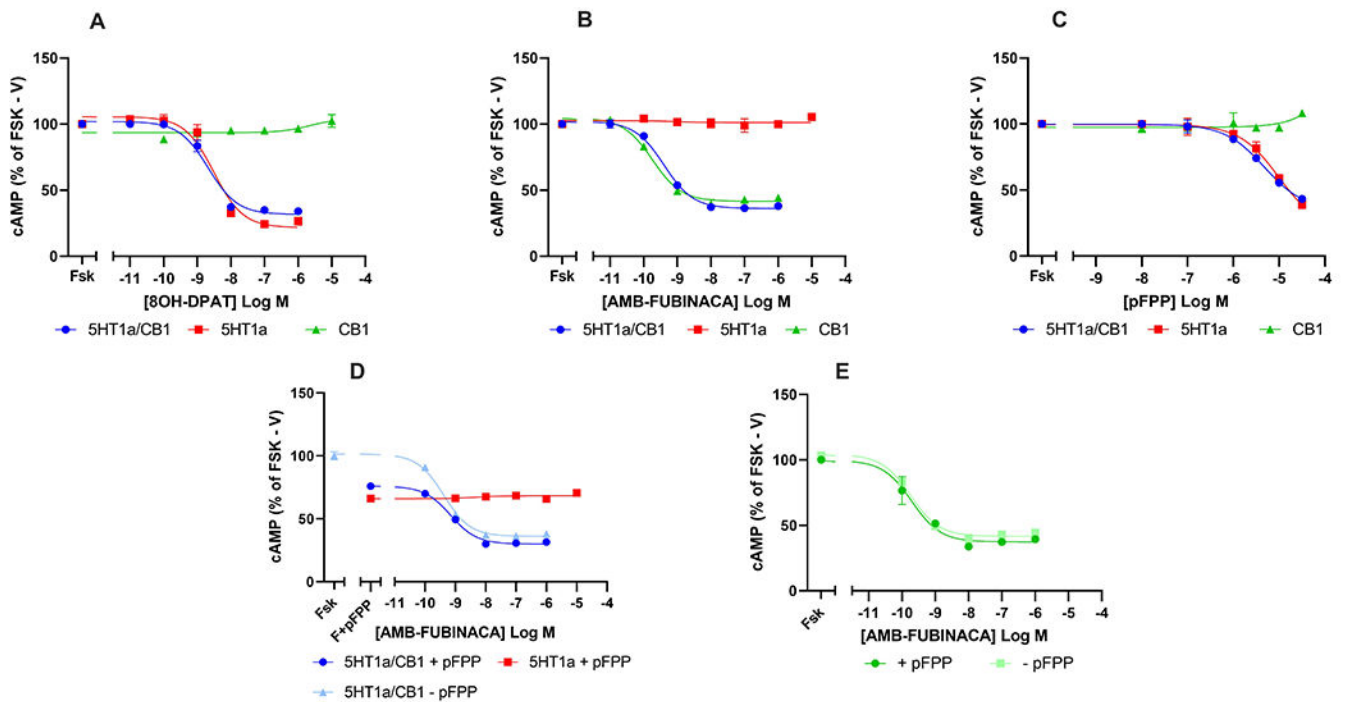 A
cAMP (% of FSK - V)
150
100
50
0
Fsk
-11 -10 -9 -8 -7 -6 -5 -4
[8OH-DPAT] Log M
5HT1a/CB1 5HT1a CB1
B
cAMP (% of FSK - V)
150
100
50
0
Fsk
-11 -10 -9 -8 -7 -6 -5 -4
[AMB-FUBINACA] Log M
5HT1a/CB1 5HT1a CB1
C
cAMP (% of FSK - V)
150
100
50
0
Fsk
-9 -8 -7 -6 -5 -4
[pFPP] Log M
5HT1a/CB1 5HT1a CB1
D
cAMP (% of FSK - V)
150
100
50
0
Fsk
F+pFPP
-11 -10 -9 -8 -7 -6 -5 -4
[AMB-FUBINACA] Log M
5HT1a/CB1 + pFPP 5HT1a + pFPP
5HT1a/CB1 - pFPP
E
cAMP (% of FSK - V)
150
100
50
0
Fsk
-11 -10 -9 -8 -7 -6 -5 -4
[AMB-FUBINACA] Log M
+ pFPP - pFPP